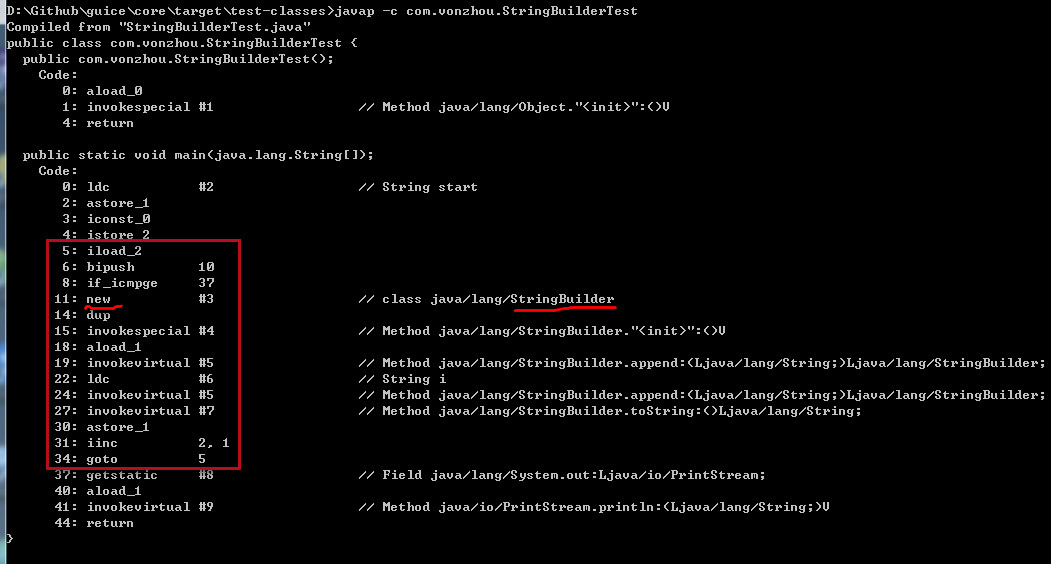 D:\Github\guice\core\target\test-classes>javap -c com.vonzhou.StringBuilderTest
Compiled from "StringBuilderTest.java"
public class com.vonzhou.StringBuilderTest {
  public com.vonzhou.StringBuilderTest();
    Code:
       0: aload_0
       1: invokespecial #1                  // Method java/lang/Object."<init>":()V
       4: return

  public static void main(java.lang.String[]);
    Code:
       0: ldc           #2                  // String start
       2: astore_1
       3: iconst_0
       4: istore_2
       5: iload_2
       6: bipush        10
       8: if_icmpge     37
      11: new           #3                  // class java/lang/StringBuilder
      14: dup
      15: invokespecial #4                  // Method java/lang/StringBuilder."<init>":()V
      18: aload_1
      19: invokevirtual #5                  // Method java/lang/StringBuilder.append:(Ljava/lang/String;)Ljava/lang/StringBuilder;
      22: ldc           #6                  // String i
      24: invokevirtual #5                  // Method java/lang/StringBuilder.append:(Ljava/lang/String;)Ljava/lang/StringBuilder;
      27: invokevirtual #7                  // Method java/lang/StringBuilder.toString:()Ljava/lang/String;
      30: astore_1
      31: iinc          2, 1
      34: goto          5
      37: getstatic     #8                  // Field java/lang/System.out:Ljava/io/PrintStream;
      40: aload_1
      41: invokevirtual #9                  // Method java/io/PrintStream.println:(Ljava/lang/String;)V
      44: return
}